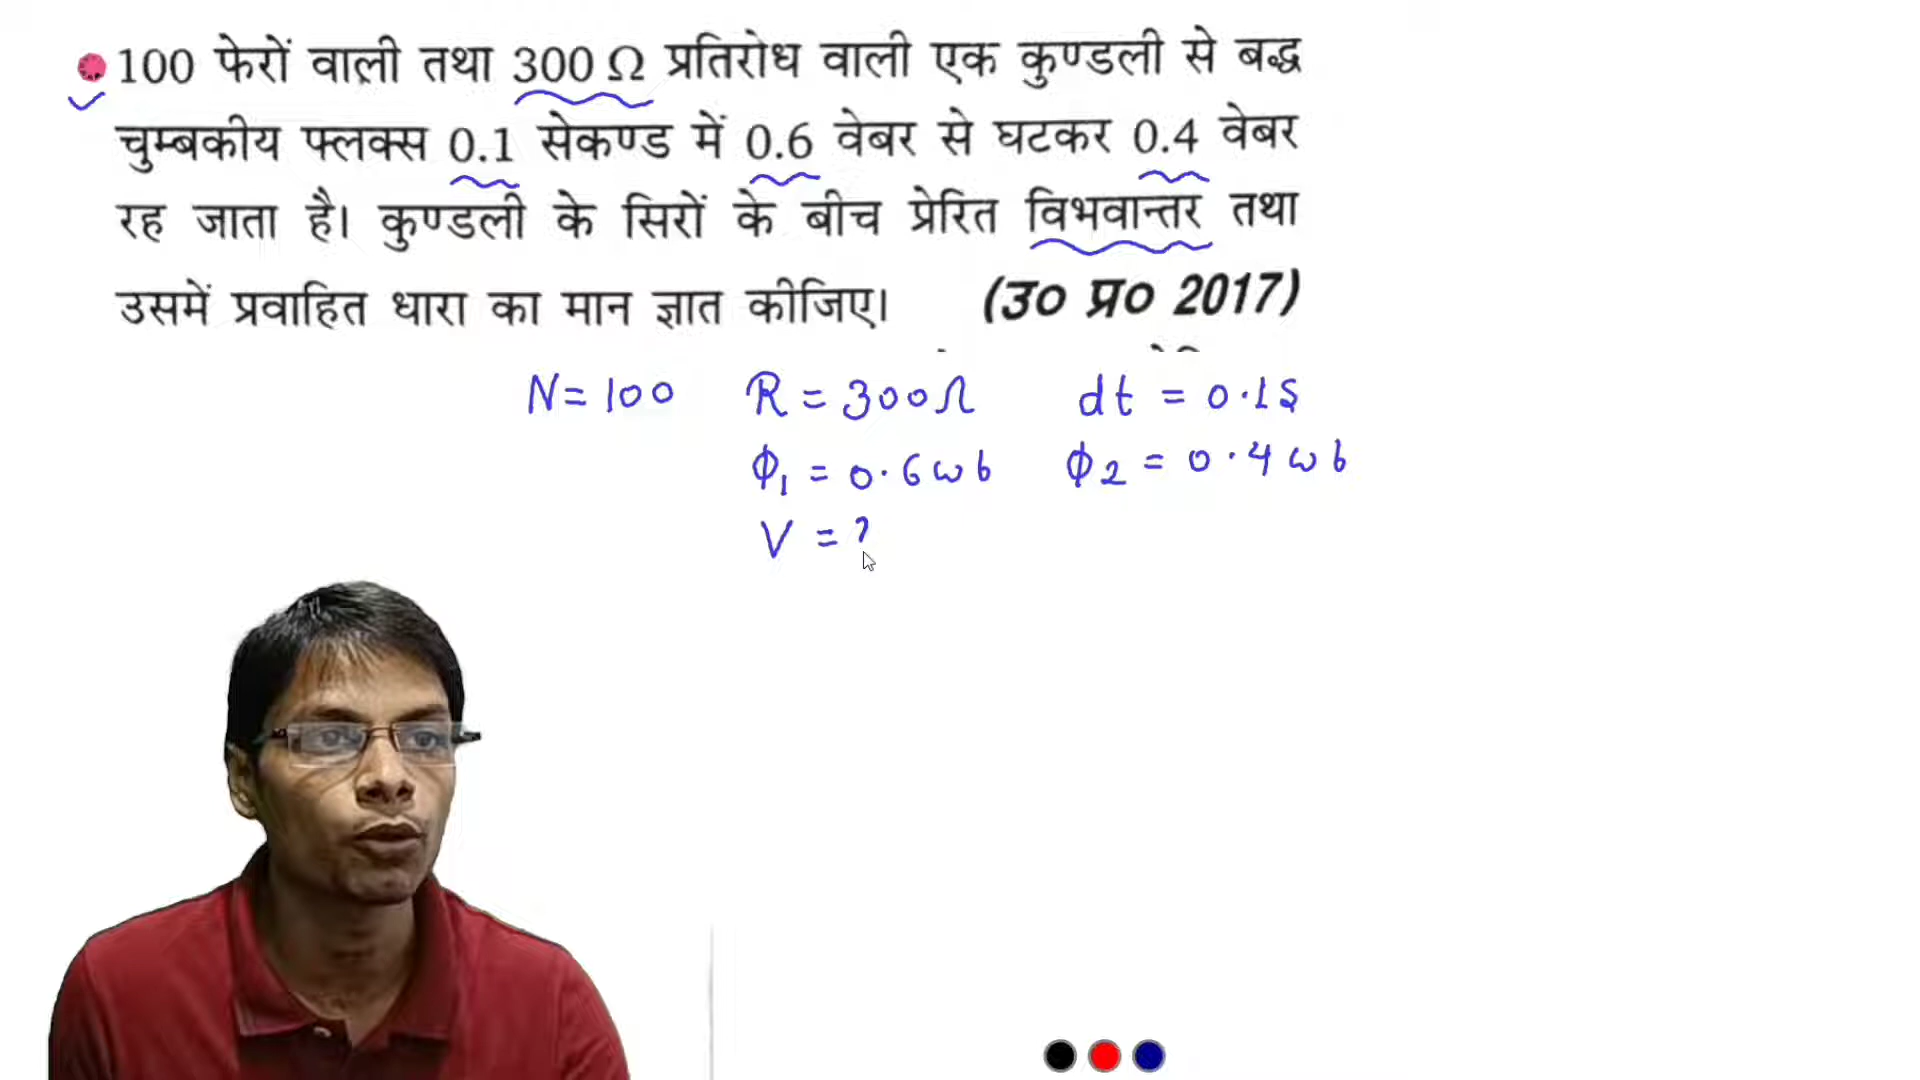 100 फेरों वाली तथा 300 Ω प्रतिरोध वाली एक कुण्डली से बद्ध
चुम्बकीय फ्लक्स 0.1 सेकण्ड में 0.6 वेबर से घटकर 0.4 वेबर
रह जाता है। कुण्डली के सिरों के बीच प्रेरित विभवान्तर तथा
उसमें प्रवाहित धारा का मान ज्ञात कीजिए। (उ० प्र० 2017)
N = 100 R = 300Ω dt = 0.1s
ϕ₁ = 0.6 wb ϕ₂ = 0.4 wb
V = ?